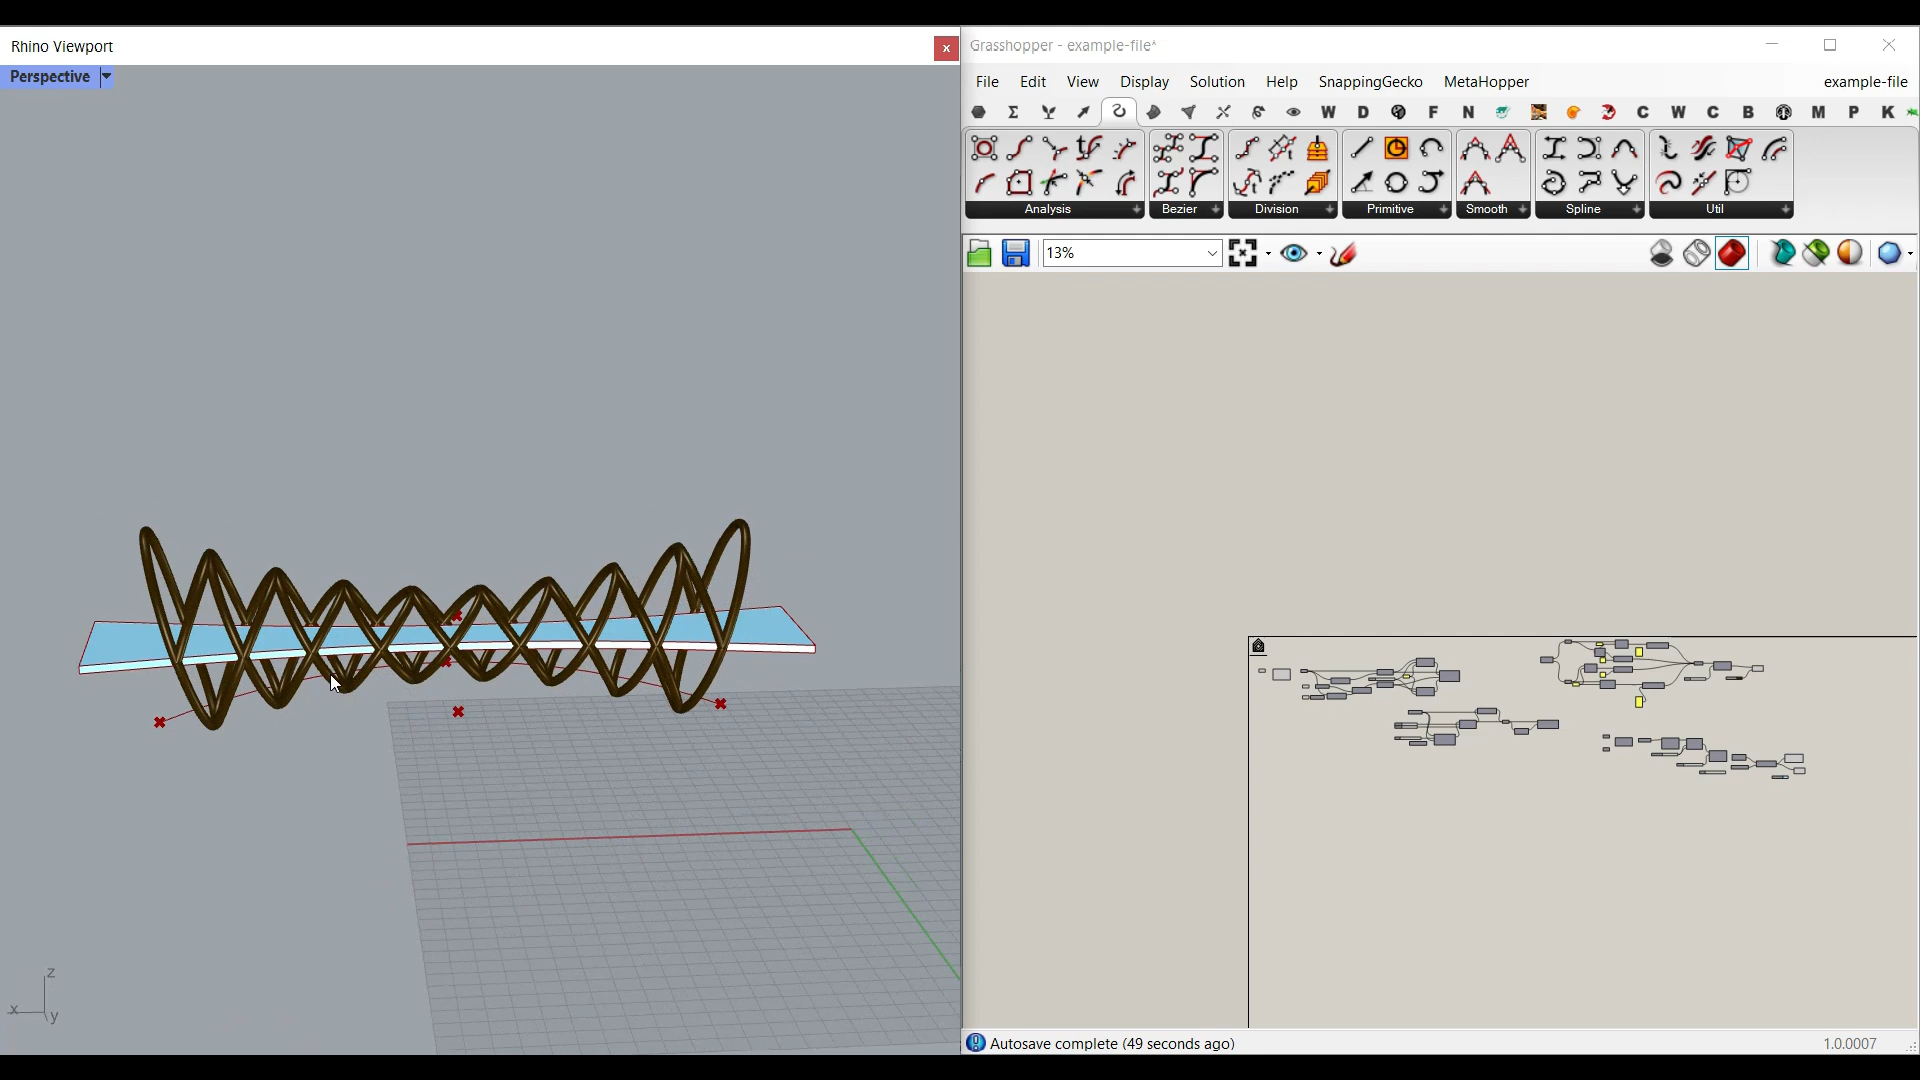 Rhino Viewport
x
Perspective
z
x
y
Grasshopper - example-file*
File Edit View Display Solution Help SnappingGecko MetaHopper
example-file
Σ W D F N C W C B M P K
Analysis Bezier Division Primitive Smooth Spline Util
13%
Autosave complete (49 seconds ago)
1.0.0007